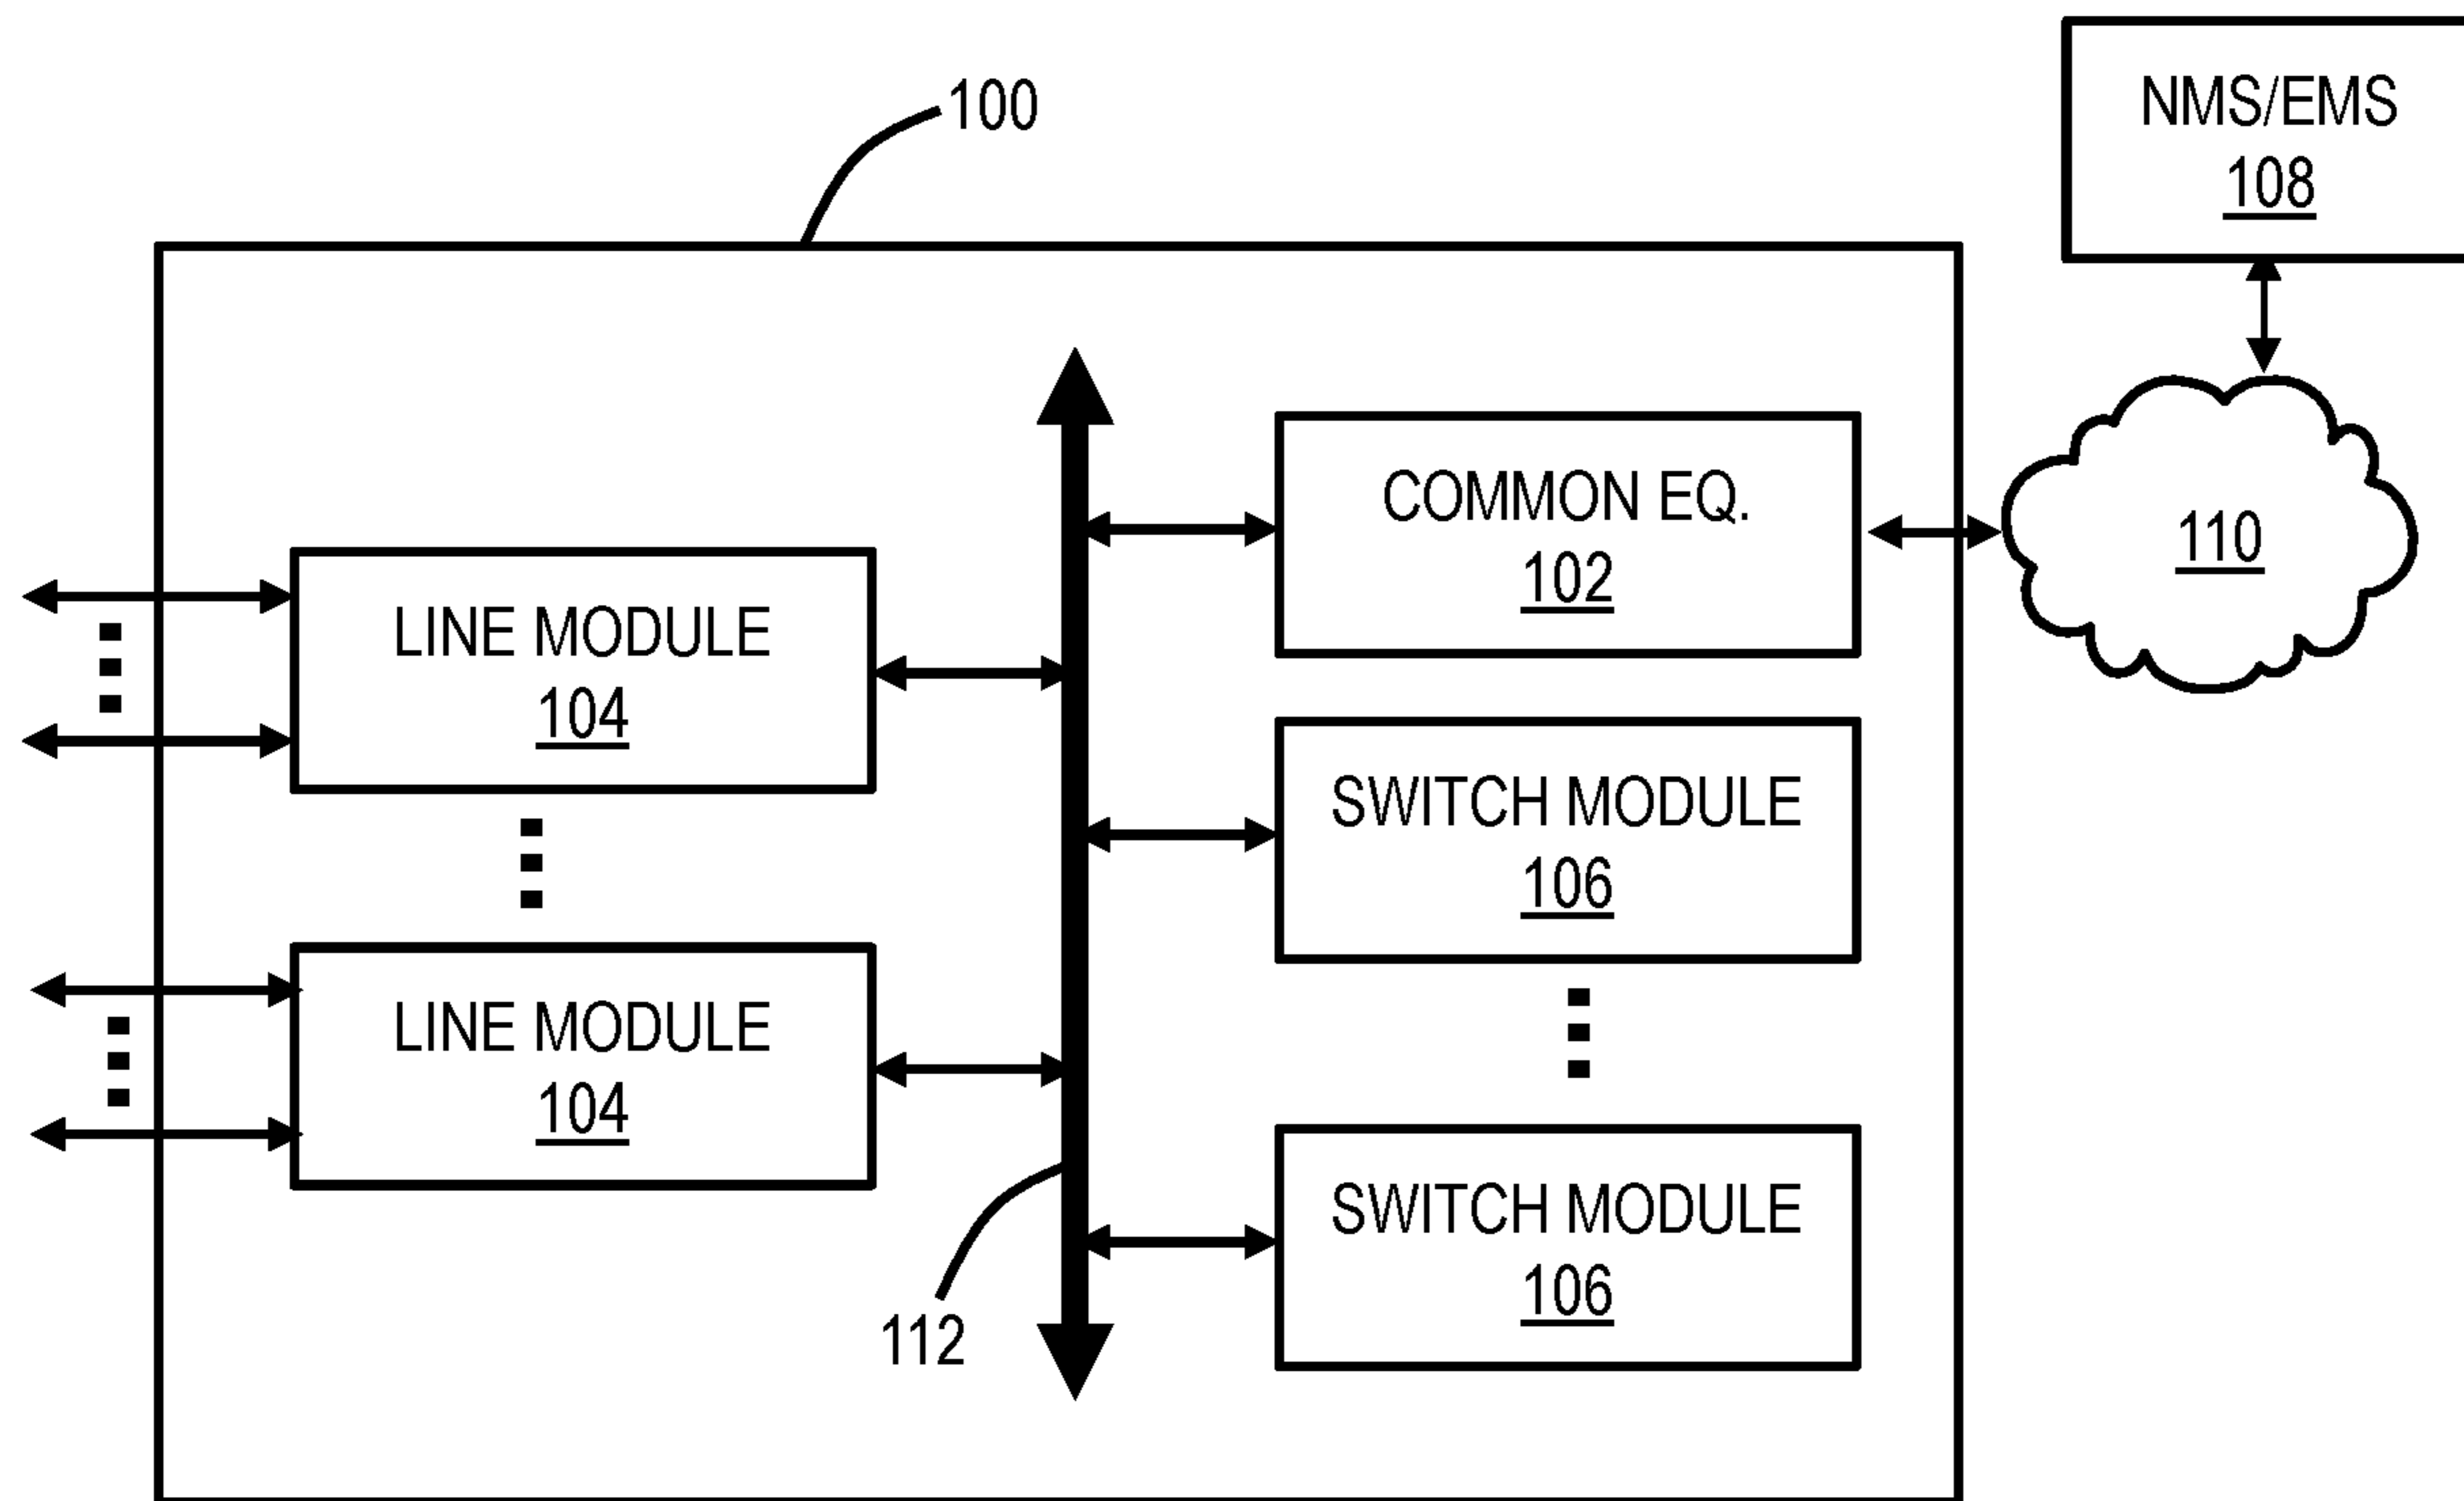 100
NMS/EMS
108
COMMON EQ.
102
110
LINE MODULE
104
SWITCH MODULE
106
LINE MODULE
104
SWITCH MODULE
106
112